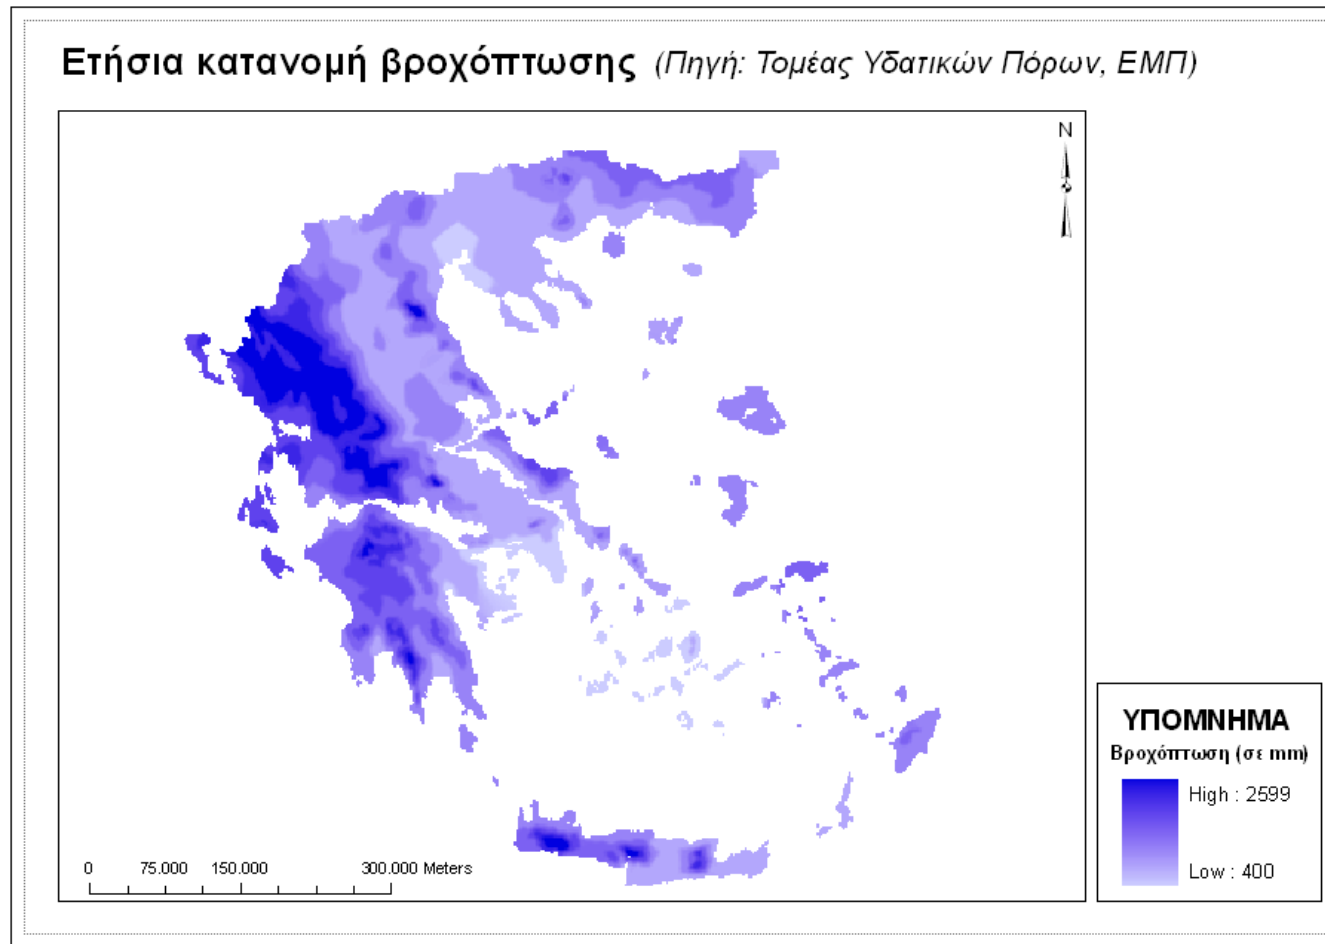 Ετήσια κατανομή βροχόπτωσης (Πηγή: Τομέας Υδατικών Πόρων, ΕΜΠ)
N
ΥΠΟΜΝΗΜΑ
Βροχόπτωση (σε mm)
High : 2599
Low : 400
0 75.000 150.000 300.000 Meters